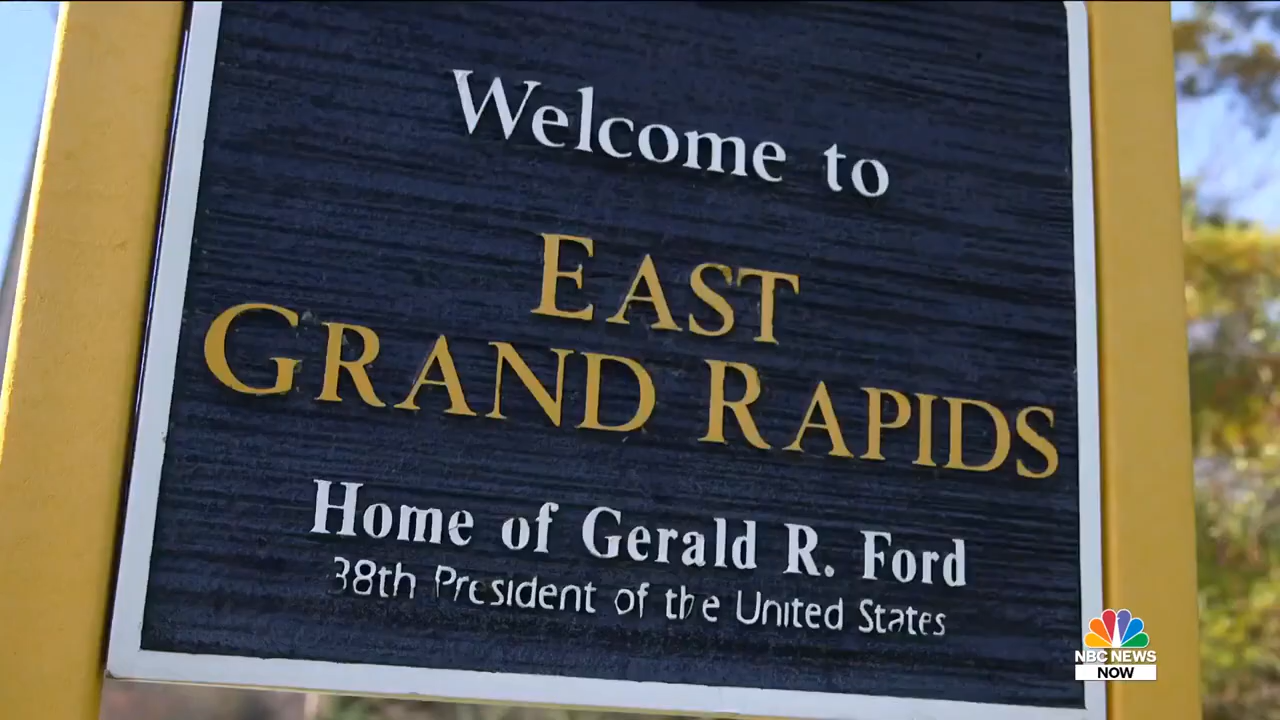 Welcome to
EAST
GRAND RAPIDS
Home of Gerald R. Ford
38th President of the United States
NBC NEWS
NOW